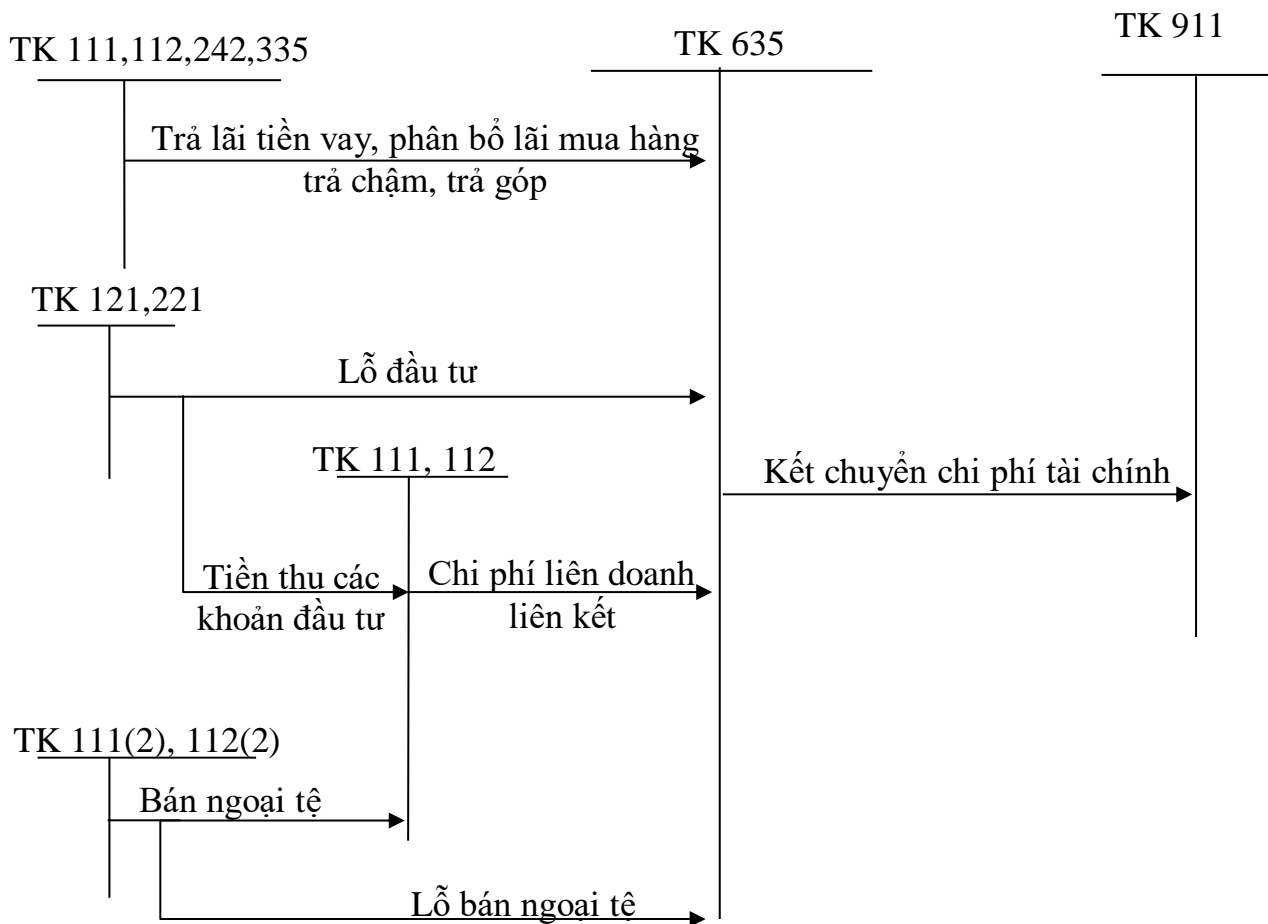 TK 111,112,242,335
TK 635
TK 911
Trả lãi tiền vay, phân bổ lãi mua hàng
trả chậm, trả góp
TK 121,221
Lỗ đầu tư
TK 111, 112
Kết chuyển chi phí tài chính
Tiền thu các
khoản đầu tư
Chi phí liên doanh
liên kết
TK 111(2), 112(2)
Bán ngoại tệ
Lỗ bán ngoại tệ